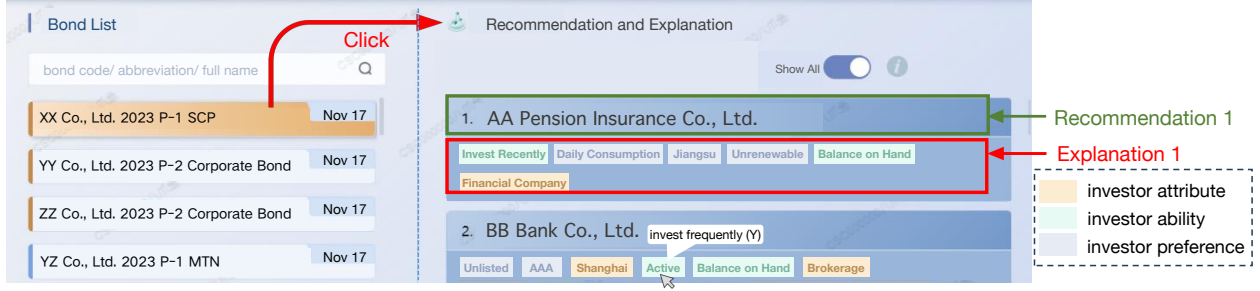 Bond List
Click
Recommendation and Explanation
bond code/ abbreviation/ full name
Show All
i
XX Co., Ltd. 2023 P-1 SCP Nov 17
YY Co., Ltd. 2023 P-2 Corporate Bond Nov 17
ZZ Co., Ltd. 2023 P-2 Corporate Bond Nov 17
YZ Co., Ltd. 2023 P-1 MTN Nov 17
1. AA Pension Insurance Co., Ltd.
Invest Recently Daily Consumption Jiangsu Unrenewable Balance on Hand
Financial Company
2. BB Bank Co., Ltd. invest frequently (Y)
Unlisted AAA Shanghai Active Balance on Hand Brokerage
Recommendation 1
Explanation 1
investor attribute
investor ability
investor preference